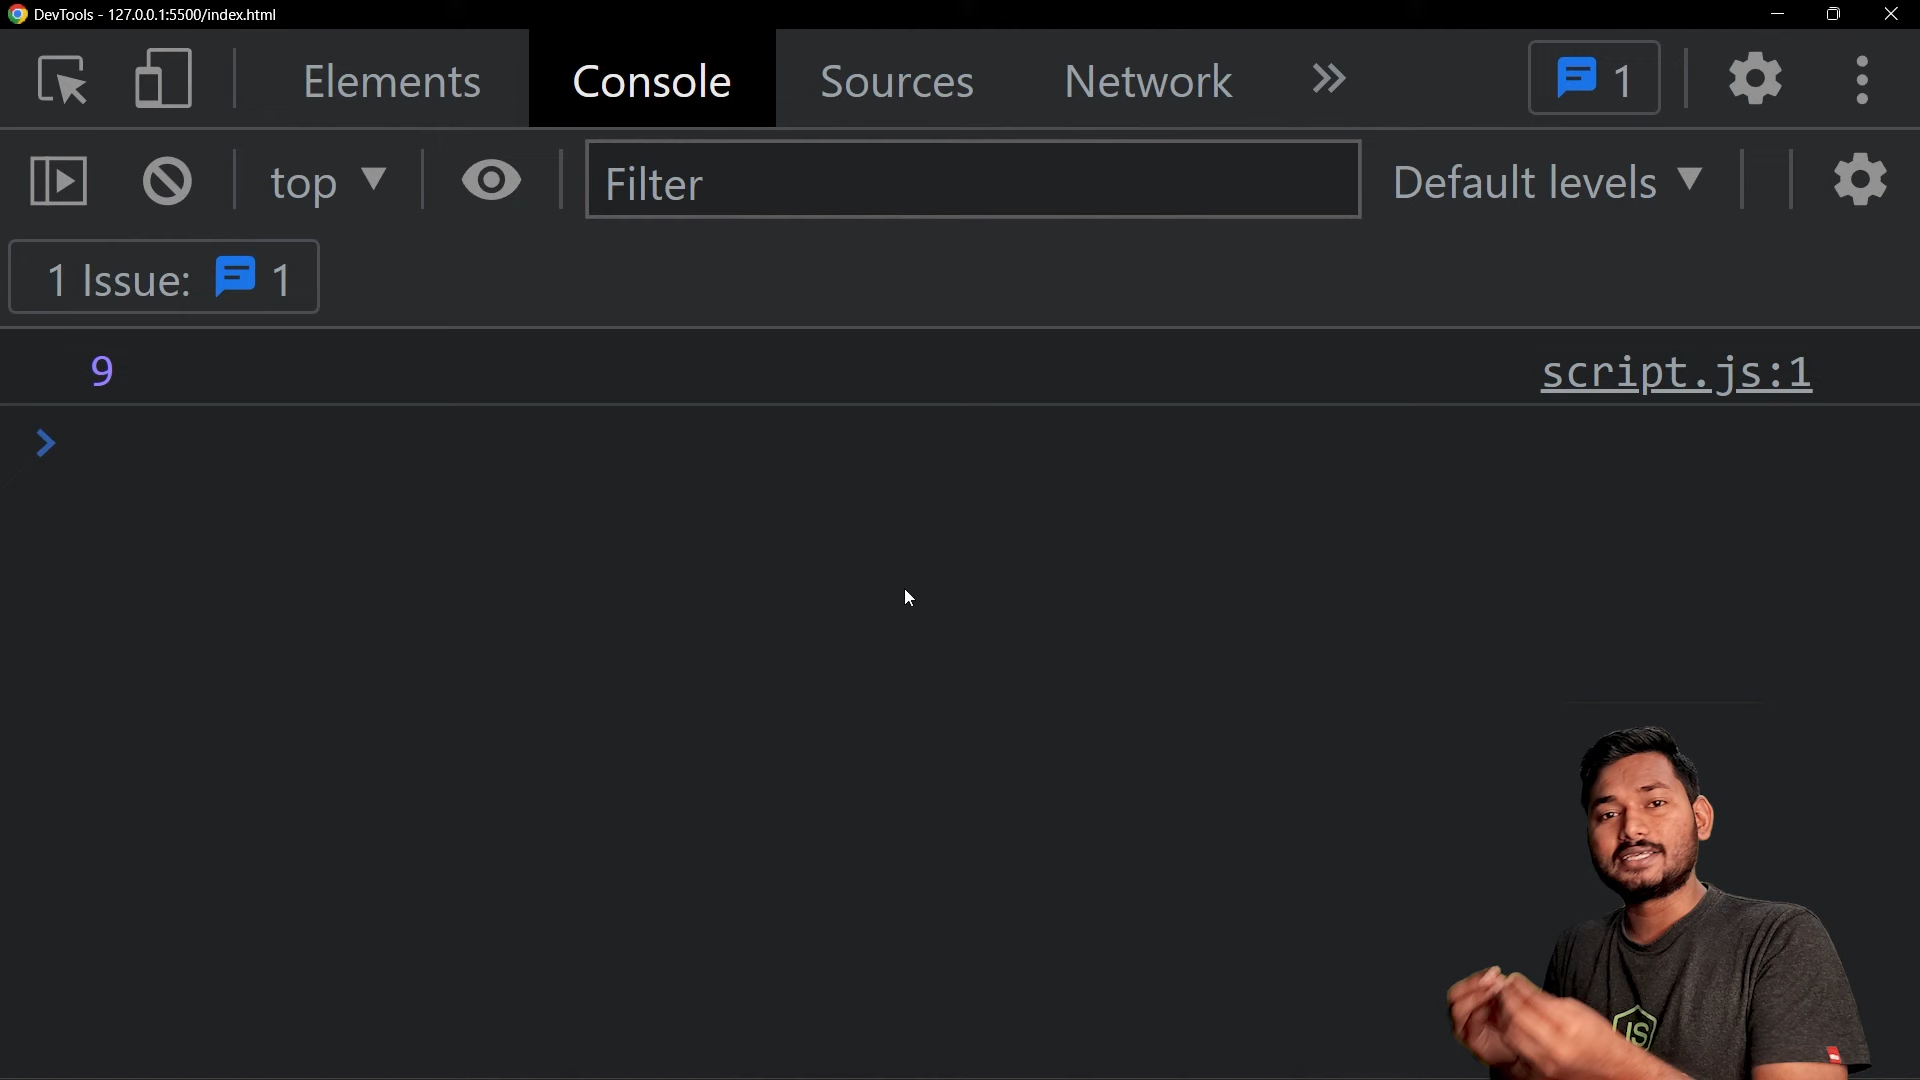 DevTools - 127.0.0.1:5500/index.html
Elements Console Sources Network 1
top Filter Default levels
1 Issue: 1
9 script.js:1
JS